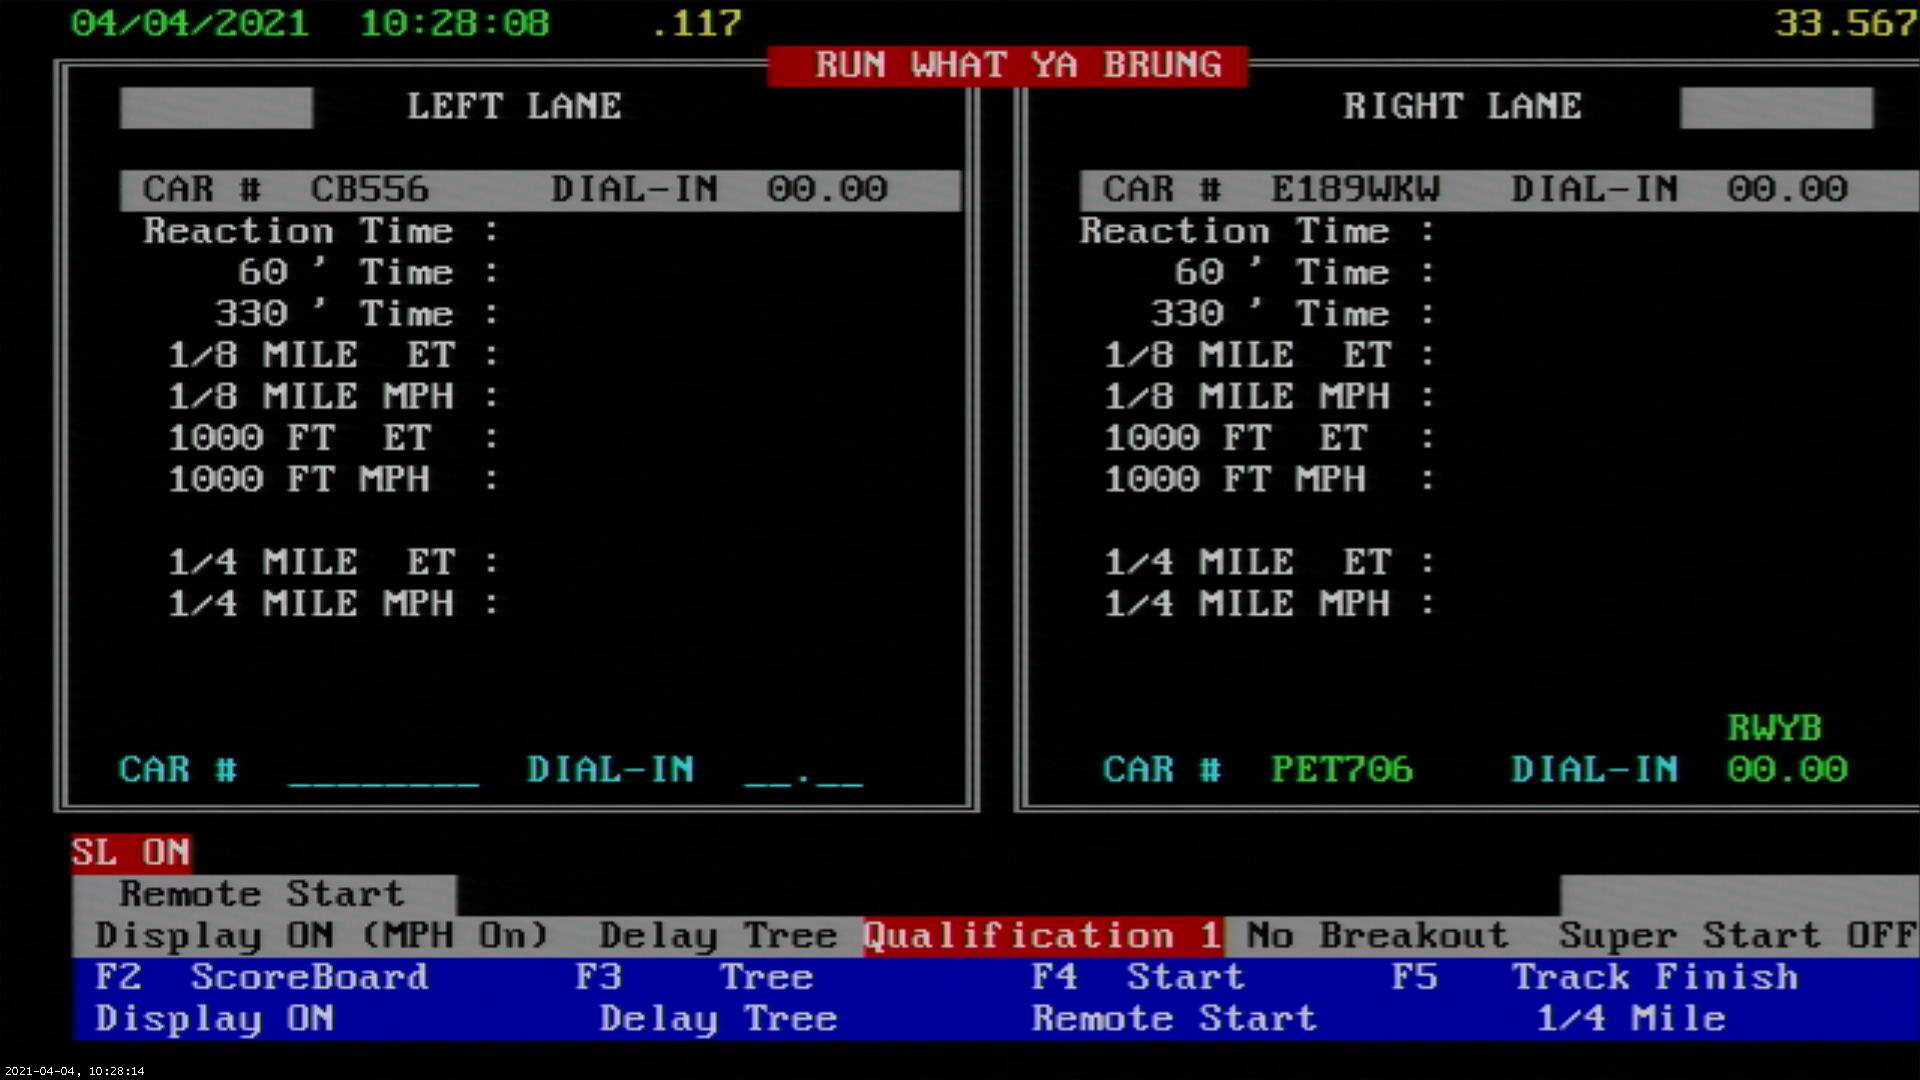 04/04/2021 10:28:08 .117 33.567
RUN WHAT YA BRUNG
LEFT LANE RIGHT LANE
CAR # CB556 DIAL-IN 00.00 CAR # E189WKW DIAL-IN 00.00
Reaction Time : Reaction Time :
60 ' Time : 60 ' Time :
330 ' Time : 330 ' Time :
1/8 MILE ET : 1/8 MILE ET :
1/8 MILE MPH : 1/8 MILE MPH :
1000 FT ET : 1000 FT ET :
1000 FT MPH : 1000 FT MPH :
1/4 MILE ET : 1/4 MILE ET :
1/4 MILE MPH : 1/4 MILE MPH :
RWYB
CAR # ________ DIAL-IN __.__ CAR # PET706 DIAL-IN 00.00
SL ON
Remote Start
Display ON (MPH On) Delay Tree Qualification 1 No Breakout Super Start OFF
F2 ScoreBoard F3 Tree F4 Start F5 Track Finish
Display ON Delay Tree Remote Start 1/4 Mile
2021-04-04, 10:28:14